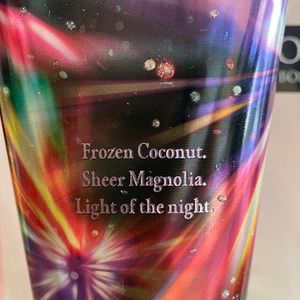 Frozen Coconut.
Sheer Magnolia.
Light of the night.